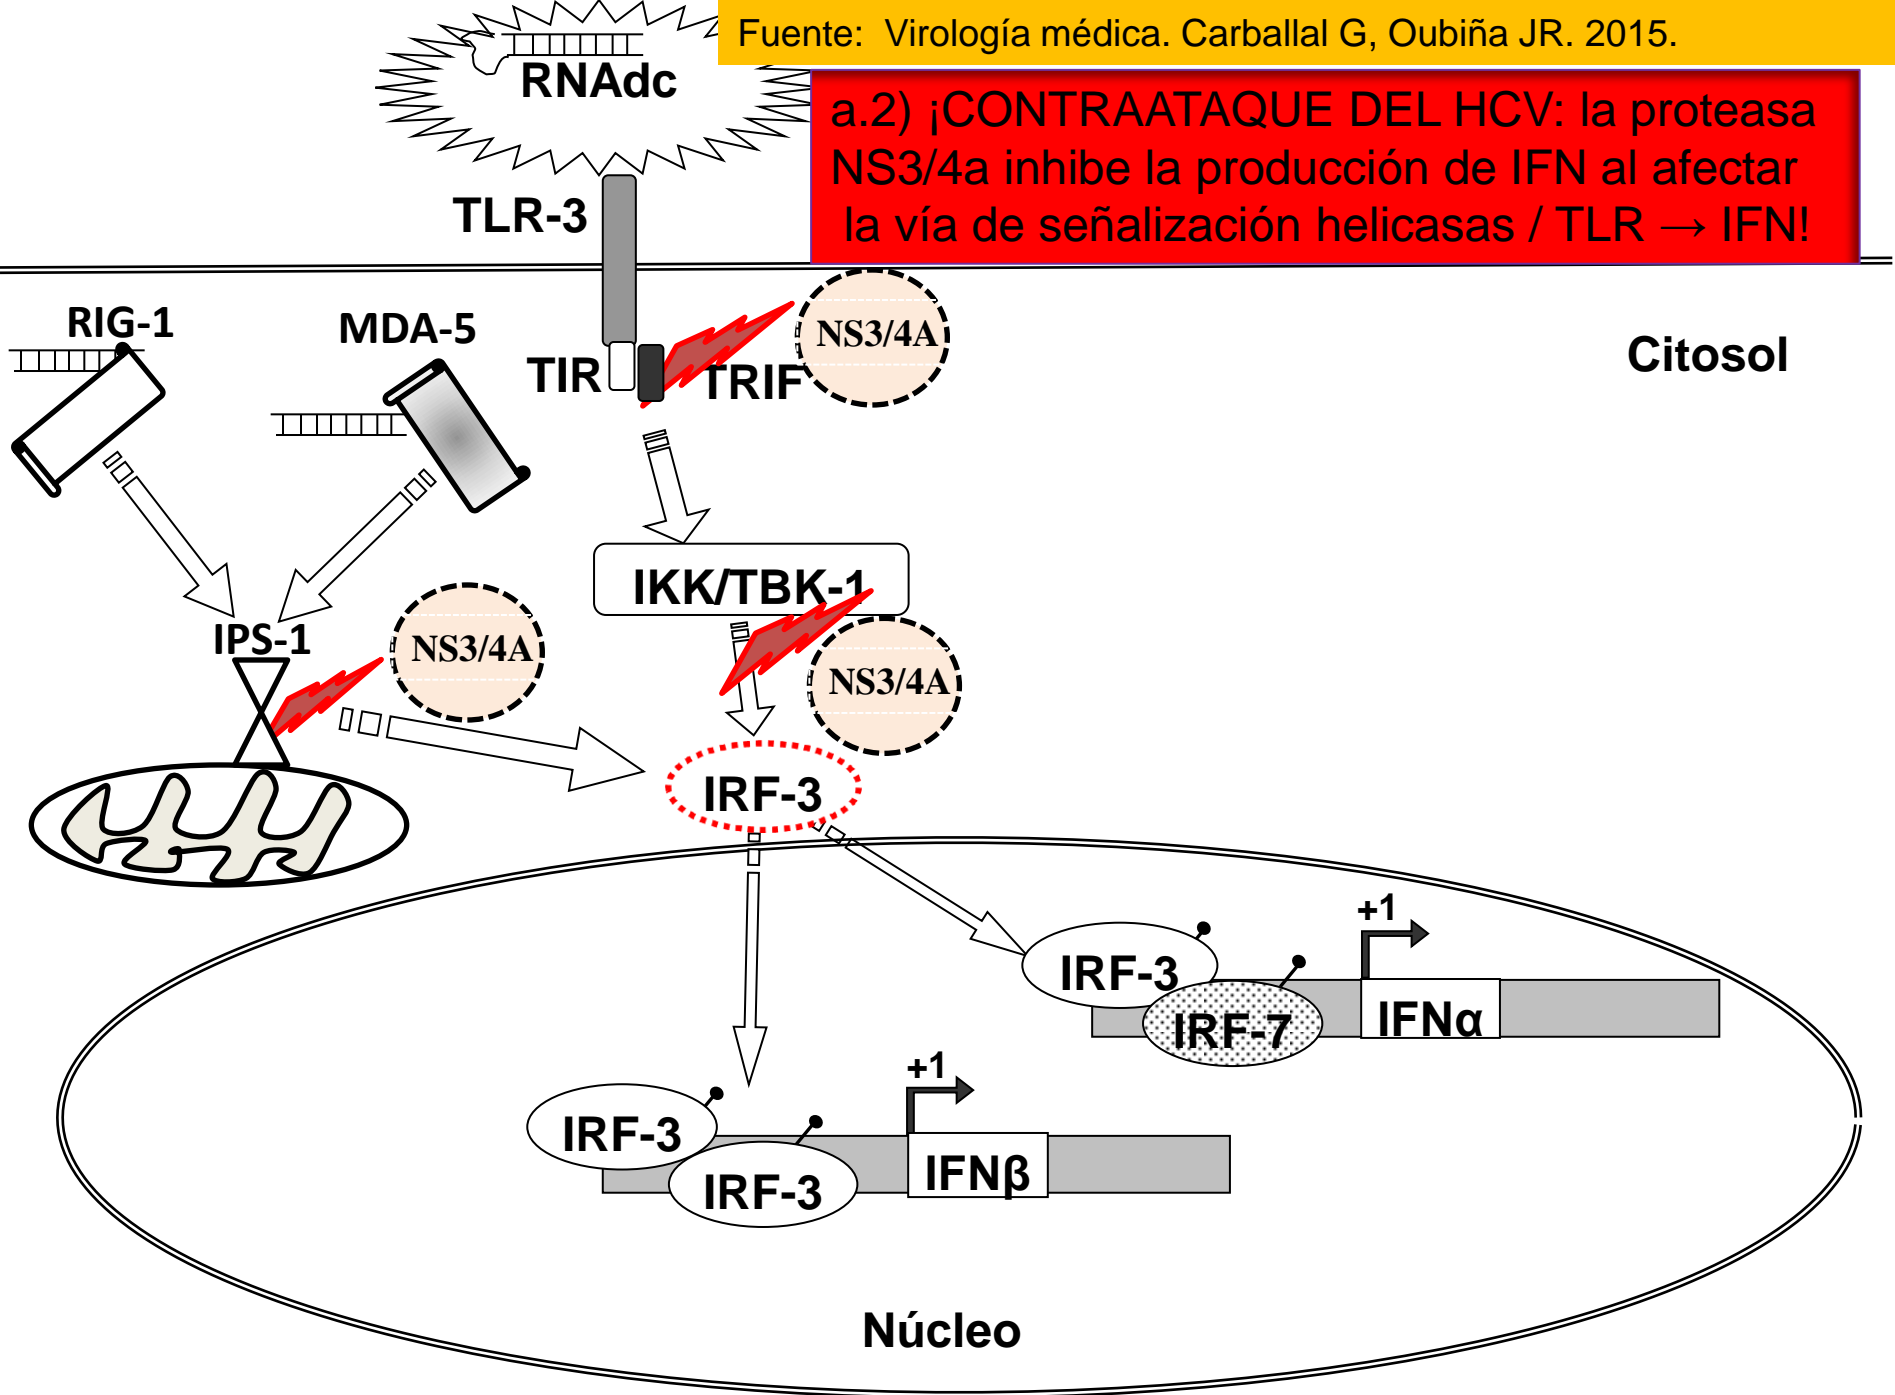 Fuente: Virología médica. Carballal G, Oubiña JR. 2015.
RNAdc
a.2) ¡CONTRAATAQUE DEL HCV: la proteasa
NS3/4a inhibe la producción de IFN al afectar
la vía de señalización helicasas / TLR → IFN!
TLR-3
RIG-1
MDA-5
NS3/4A
Citosol
TIR
TRIF
IKK/TBK-1
IPS-1
NS3/4A
NS3/4A
IRF-3
+1
IRF-3
IRF-7
IFNα
+1
IRF-3
IRF-3
IFNβ
Núcleo